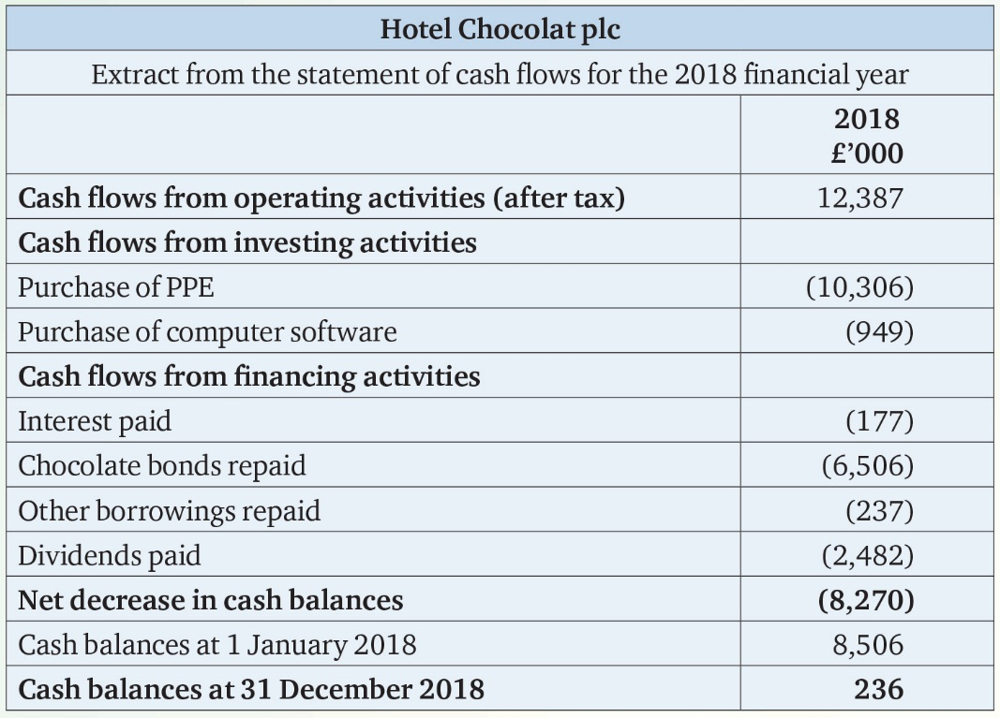 Hotel Chocolat plc
Extract from the statement of cash flows for the 2018 financial year
2018
£’000
Cash flows from operating activities (after tax) 12,387
Cash flows from investing activities
Purchase of PPE (10,306)
Purchase of computer software (949)
Cash flows from financing activities
Interest paid (177)
Chocolate bonds repaid (6,506)
Other borrowings repaid (237)
Dividends paid (2,482)
Net decrease in cash balances (8,270)
Cash balances at 1 January 2018 8,506
Cash balances at 31 December 2018 236